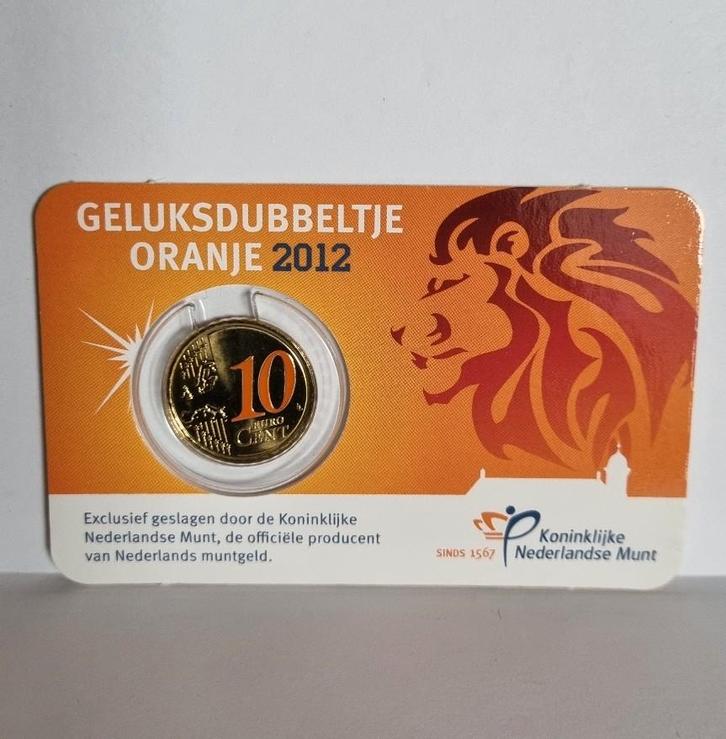 GELUKSDUBBELTJE
ORANJE 2012
10
EURO
CENT
Exclusief geslagen door de Koninklijke
Nederlandse Munt, de officiële producent
van Nederlands muntgeld.
SINDS 1567
Koninklijke
Nederlandse Munt